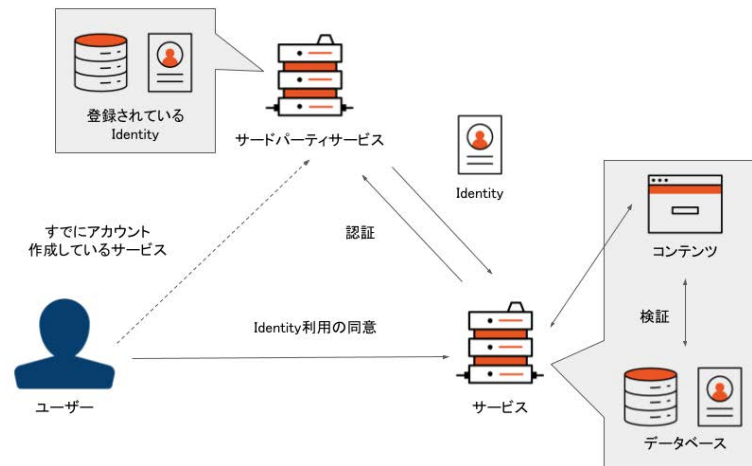 登録されている
Identity
サードパーティサービス
Identity
すでにアカウント
作成しているサービス
認証
コンテンツ
Identity利用の同意
検証
ユーザー
サービス
データベース